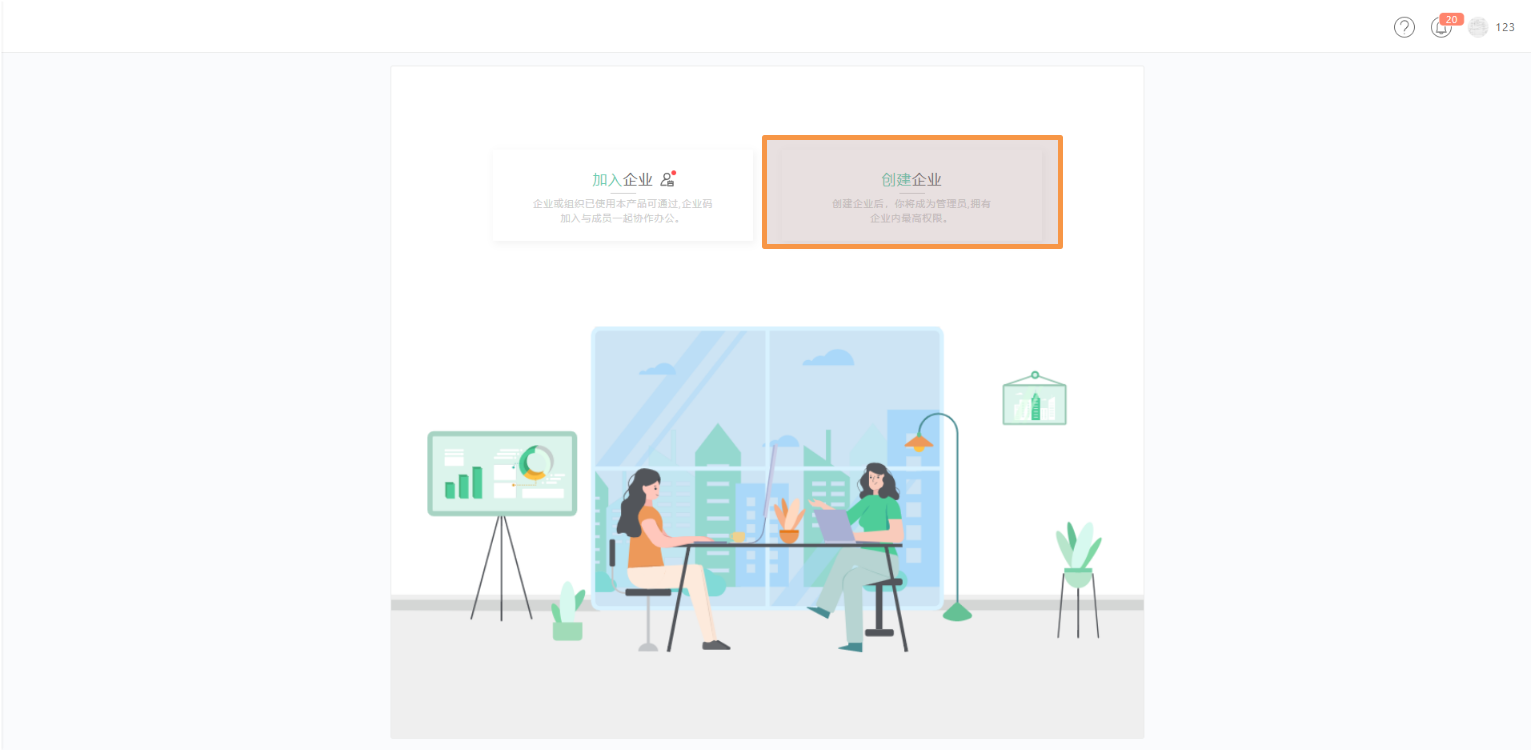 20
123
加入企业
企业或组织已使用本产品可通过,企业码
加入与成员一起协作办公。
创建企业
创建企业后、你将成为管理员,拥有
企业内最高权限。